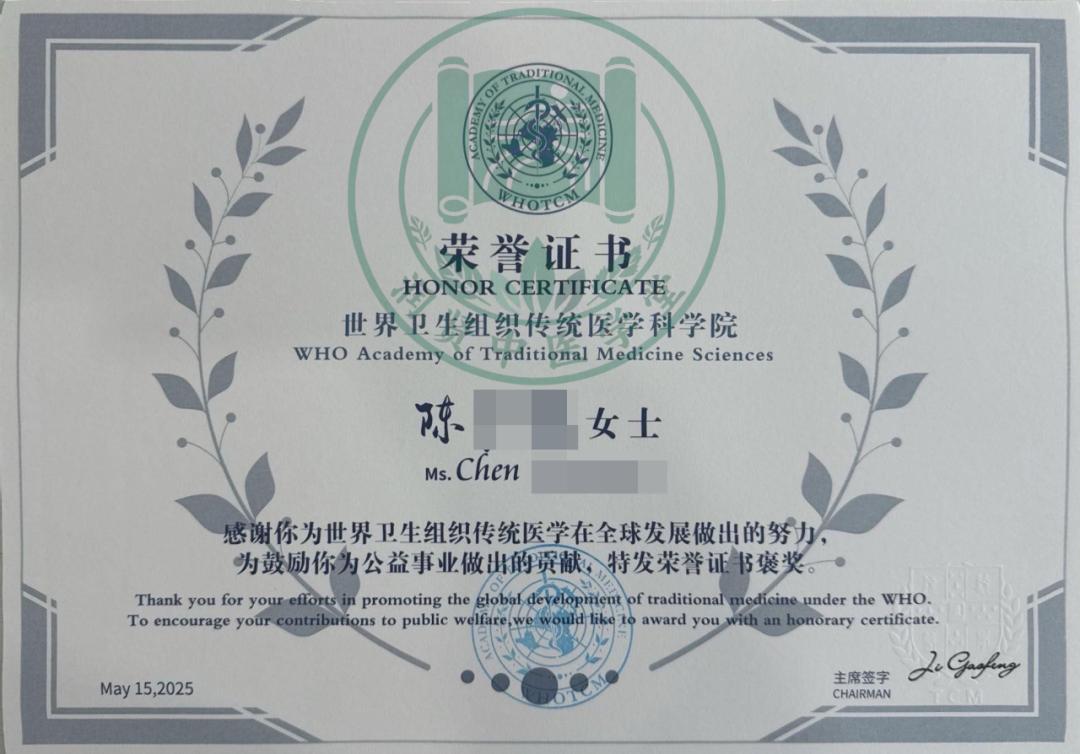 ACADEMY OF TRADITIONAL MEDICINE
WHOTCM
荣誉证书
HONOR CERTIFICATE
世界卫生组织传统医学科学院
WHO Academy of Traditional Medicine Sciences
陈 女士
Ms. Chen
感谢你为世界卫生组织传统医学在全球发展做出的努力，
为鼓励你为公益事业做出的贡献，特发荣誉证书褒奖。
Thank you for your efforts in promoting the global development of traditional medicine under the WHO.
To encourage your contributions to public welfare,we would like to award you with an honorary certificate.
ACADEMY OF TRADITIONAL MEDICINE
WHOTCM
May 15,2025
主席签字
CHAIRMAN
Li Gaofeng
TCM